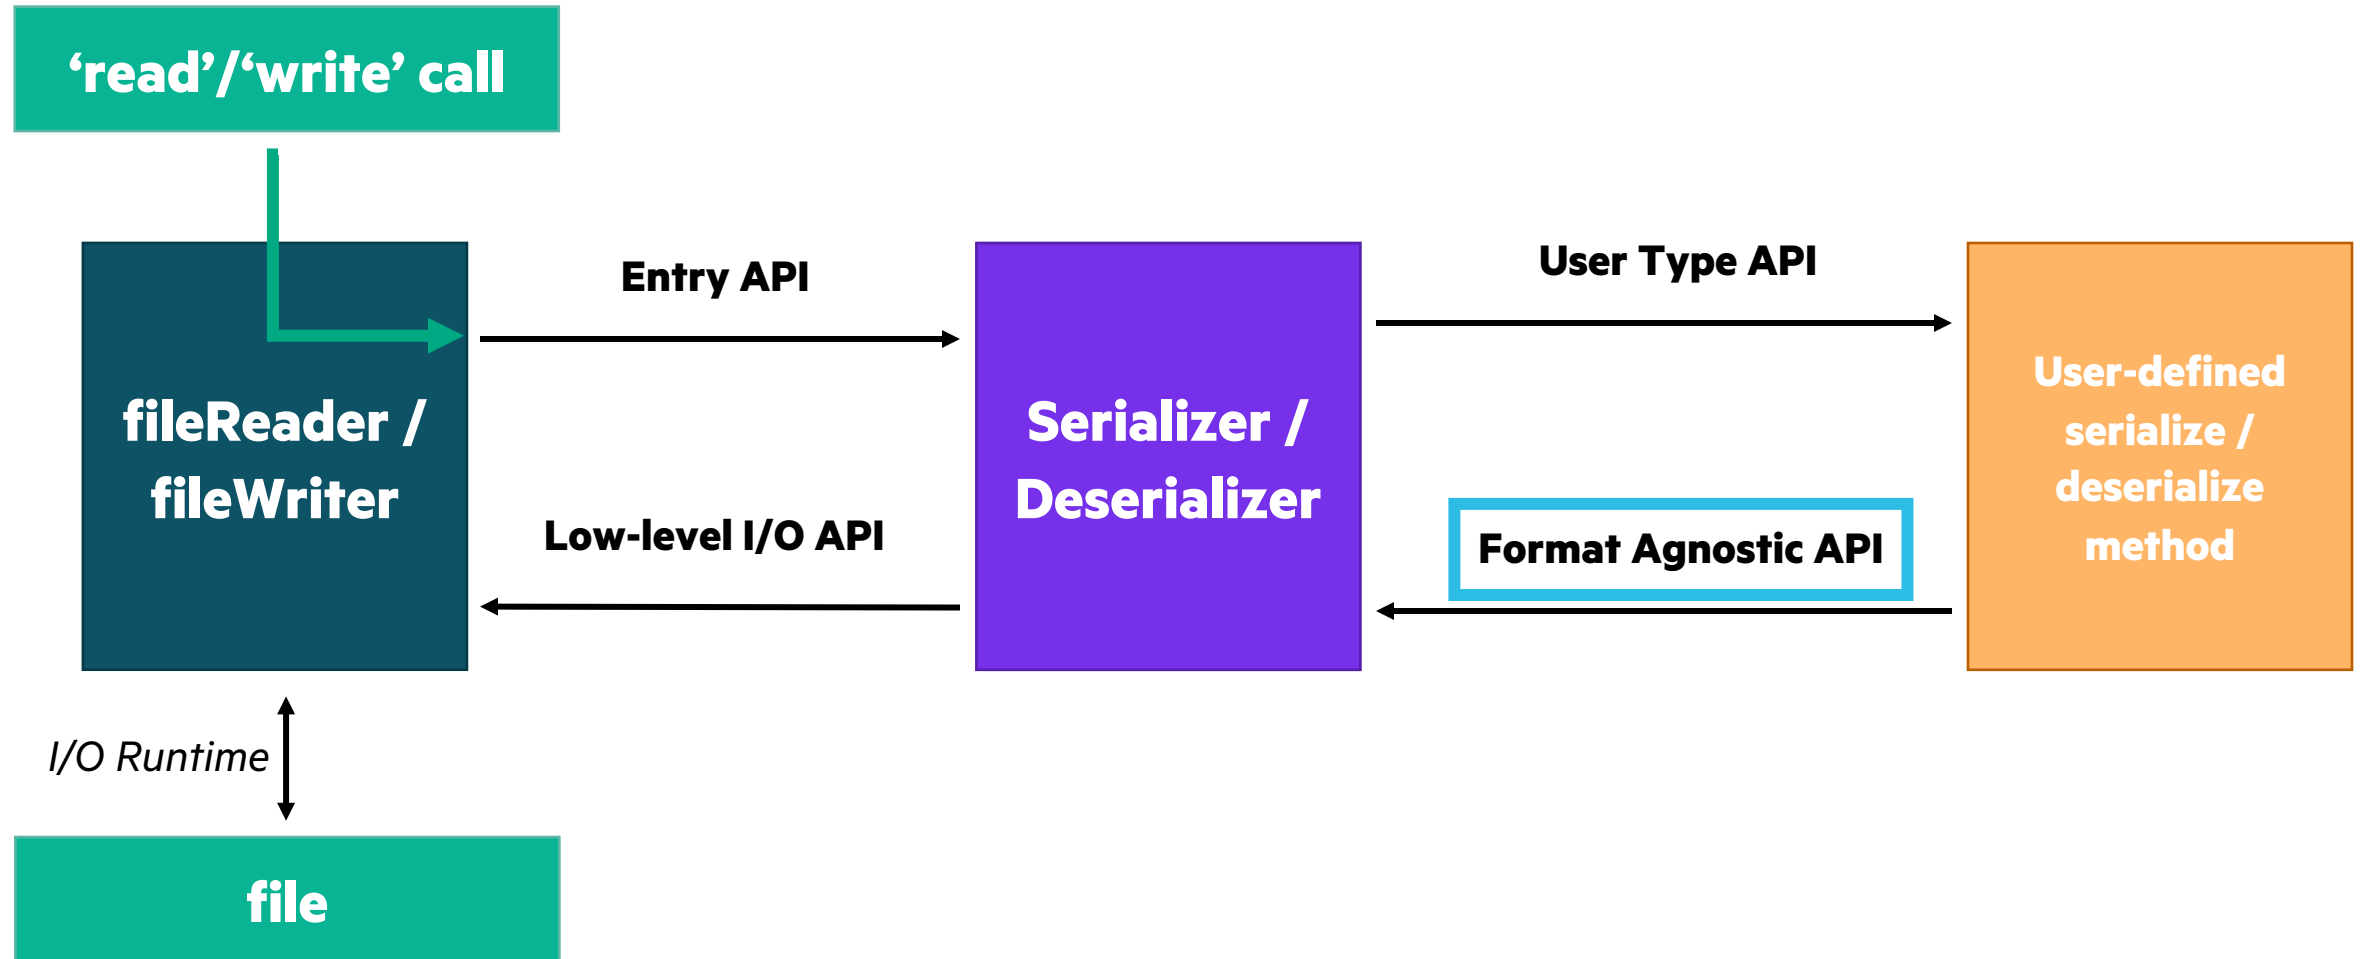 ‘read’/‘write’ call
Entry API
User Type API
fileReader /
fileWriter
Serializer /
Deserializer
User-defined
serialize /
deserialize
method
Low-level I/O API
Format Agnostic API
I/O Runtime
file